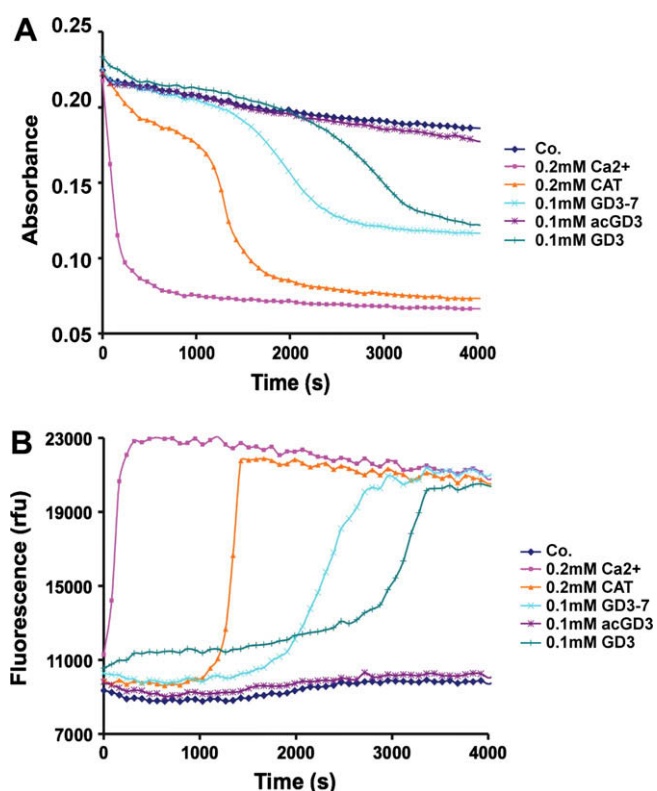 A
0.25
0.20
0.15
0.10
0.05
Absorbance
0
1000
2000
3000
4000
Time (s)
Co.
0.2mM Ca2+
0.2mM CAT
0.1mM GD3-7
0.1mM acGD3
0.1mM GD3
B
23000
19000
15000
11000
7000
Fluorescence (rfu)
0
1000
2000
3000
4000
Time (s)
Co.
0.2mM Ca2+
0.2mM CAT
0.1mM GD3-7
0.1mM acGD3
0.1mM GD3